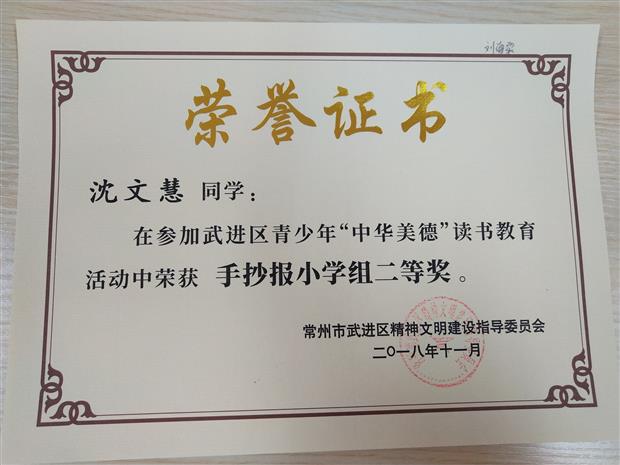 荣誉证书
沈文慧 同学：
在参加武进区青少年“中华美德”读书教育
活动中荣获 手抄报小学组二等奖。
常州市武进区精神文明建设指导委员会
二〇一八年十一月